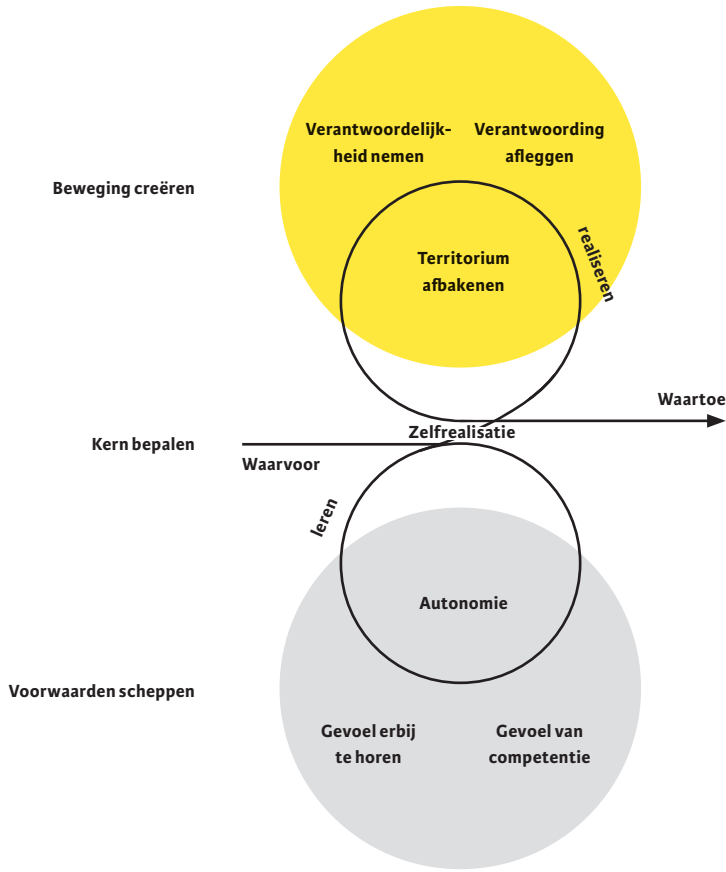 Verantwoordelijk-
heid nemen
Verantwoording
afleggen
Beweging creëren
realiseren
Territorium
afbakenen
Waartoe
Zelfrealisatie
Kern bepalen
Waarvoor
leren
Autonomie
Voorwaarden scheppen
Gevoel erbij
te horen
Gevoel van
competentie